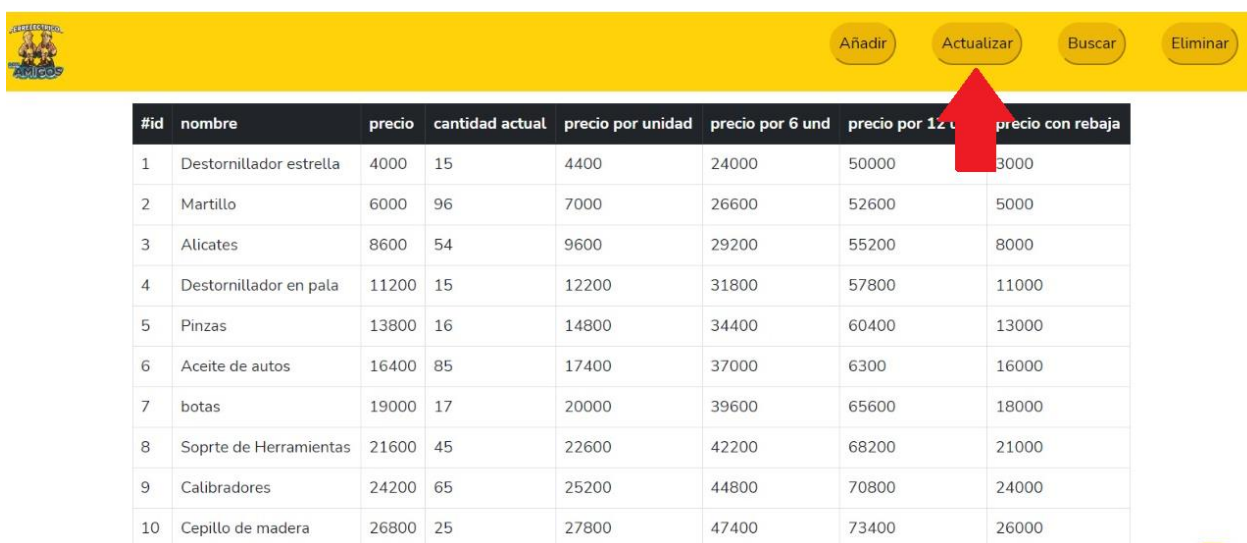 AMIGOS
Añadir Actualizar Buscar Eliminar
#id nombre precio cantidad actual precio por unidad precio por 6 und precio por 12 precio con rebaja
1 Destornillador estrella 4000 15 4400 24000 50000 3000
2 Martillo 6000 96 7000 26600 52600 5000
3 Alicates 8600 54 9600 29200 55200 8000
4 Destornillador en pala 11200 15 12200 31800 57800 11000
5 Pinzas 13800 16 14800 34400 60400 13000
6 Aceite de autos 16400 85 17400 37000 6300 16000
7 botas 19000 17 20000 39600 65600 18000
8 Soprte de Herramientas 21600 45 22600 42200 68200 21000
9 Calibradores 24200 65 25200 44800 70800 24000
10 Cepillo de madera 26800 25 27800 47400 73400 26000